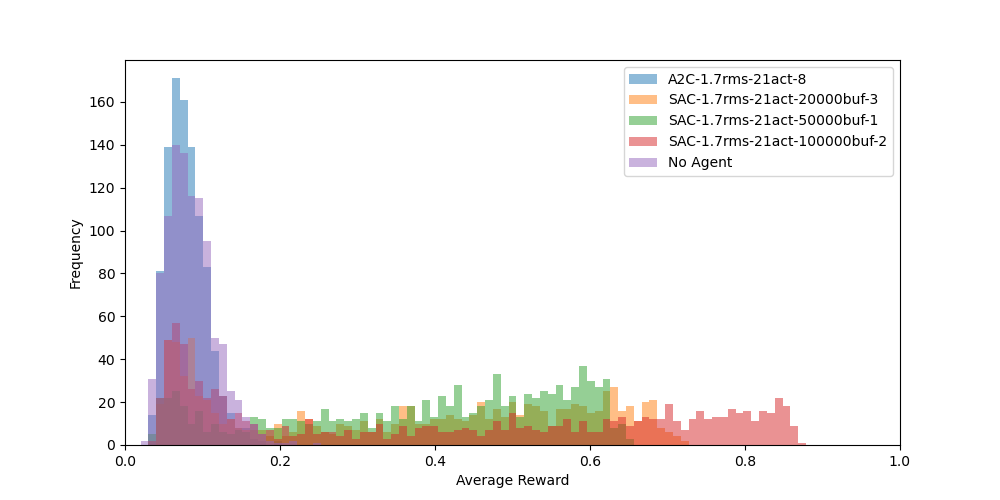 A2C-1.7rms-21act-8
SAC-1.7rms-21act-20000buf-3
SAC-1.7rms-21act-50000buf-1
SAC-1.7rms-21act-100000buf-2
No Agent
Frequency
160
140
120
100
80
60
40
20
0
0.0 0.2 0.4 0.6 0.8 1.0
Average Reward